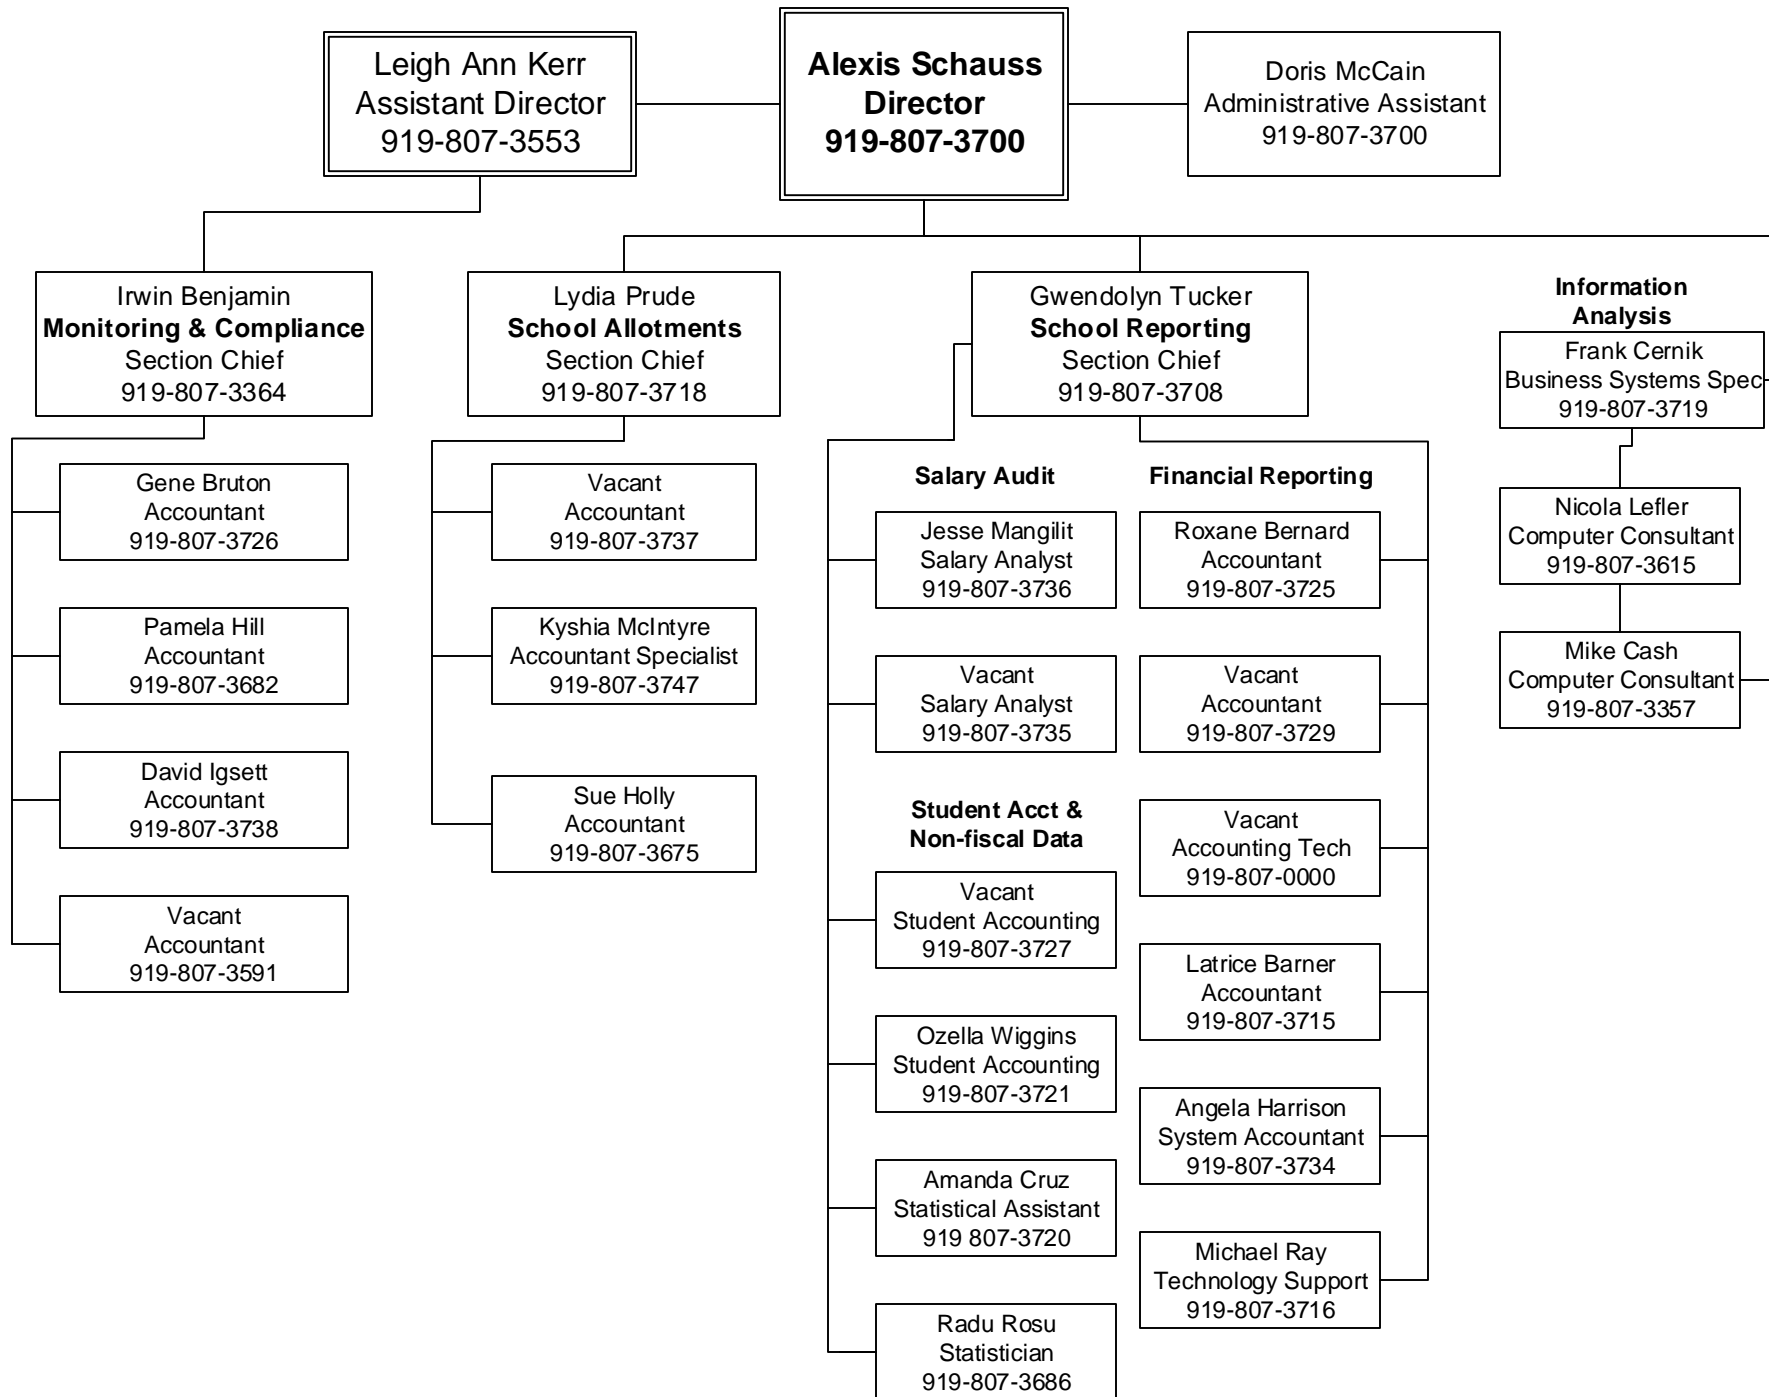 Leigh Ann Kerr
Assistant Director
919-807-3553
Alexis Schauss
Director
919-807-3700
Doris McCain
Administrative Assistant
919-807-3700
Irwin Benjamin
Monitoring & Compliance
Section Chief
919-807-3364
Gene Bruton
Accountant
919-807-3726
Pamela Hill
Accountant
919-807-3682
David Igsett
Accountant
919-807-3738
Vacant
Accountant
919-807-3591
Lydia Prude
School Allotments
Section Chief
919-807-3718
Vacant
Accountant
919-807-3737
Kyshia McIntyre
Accountant Specialist
919-807-3747
Sue Holly
Accountant
919-807-3675
Gwendolyn Tucker
School Reporting
Section Chief
919-807-3708
Salary Audit
Jesse Mangilit
Salary Analyst
919-807-3736
Vacant
Salary Analyst
919-807-3735
Student Acct &
Non-fiscal Data
Vacant
Student Accounting
919-807-3727
Ozella Wiggins
Student Accounting
919-807-3721
Amanda Cruz
Statistical Assistant
919 807-3720
Radu Rosu
Statistician
919-807-3686
Financial Reporting
Roxane Bernard
Accountant
919-807-3725
Vacant
Accountant
919-807-3729
Vacant
Accounting Tech
919-807-0000
Latrice Barner
Accountant
919-807-3715
Angela Harrison
System Accountant
919-807-3734
Michael Ray
Technology Support
919-807-3716
Information
Analysis
Frank Cernik
Business Systems Spec
919-807-3719
Nicola Lefler
Computer Consultant
919-807-3615
Mike Cash
Computer Consultant
919-807-3357